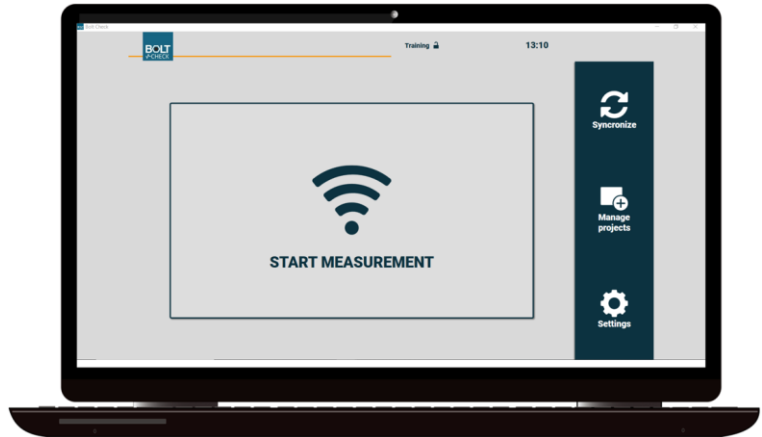 Bolt Check
BOLT
CHECK
Training
13:10
Syncronize
Manage
projects
START MEASUREMENT
Settings